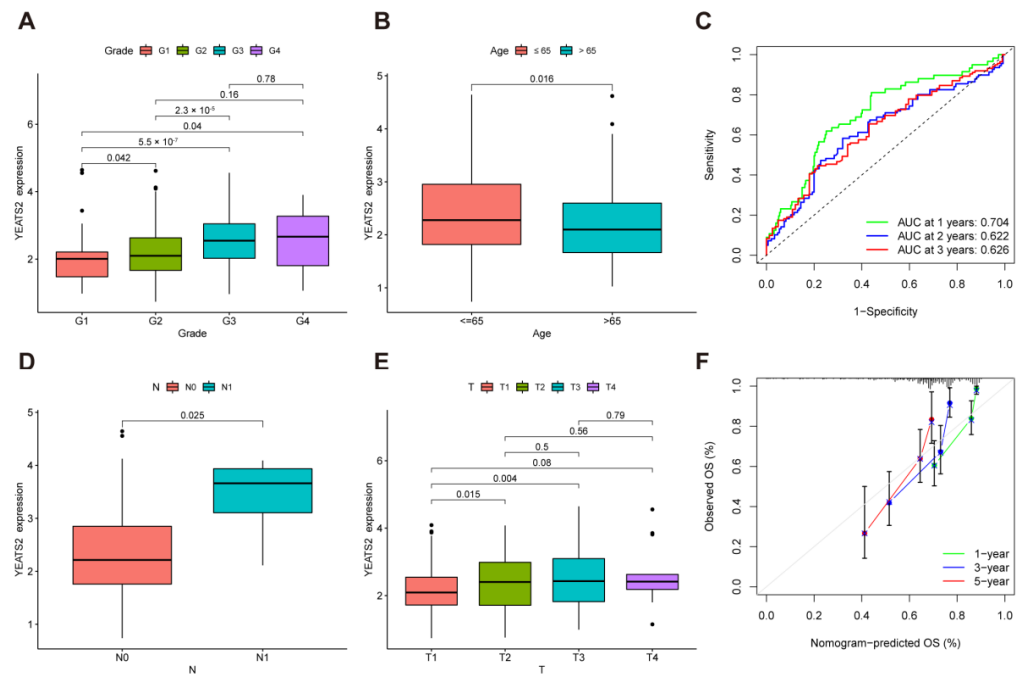 A
Grade G1 G2 G3 G4
0.78
0.16
2.3 × 10⁻⁵
0.04
5.5 × 10⁻⁷
0.042
YEATS2 expression
6
4
2
G1 G2 G3 G4
Grade
B
Age ≤ 65 > 65
0.016
YEATS2 expression
5
4
3
2
1
<=65 >65
Age
C
Sensitivity
1.0
0.8
0.6
0.4
0.2
0.0
AUC at 1 years: 0.704
AUC at 2 years: 0.622
AUC at 3 years: 0.626
0.0 0.2 0.4 0.6 0.8 1.0
1−Specificity
D
N N0 N1
0.025
YEATS2 expression
5
4
3
2
1
N0 N1
N
E
T T1 T2 T3 T4
0.79
0.56
0.5
0.08
0.004
0.015
YEATS2 expression
6
4
2
T1 T2 T3 T4
T
F
Observed OS (%)
1.0
0.8
0.6
0.4
0.2
0.0
1−year
3−year
5−year
0.0 0.2 0.4 0.6 0.8 1.0
Nomogram−predicted OS (%)